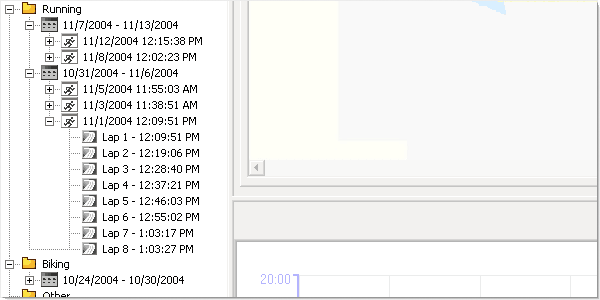 Running
11/7/2004 - 11/13/2004
11/12/2004 12:15:38 PM
11/8/2004 12:02:23 PM
10/31/2004 - 11/6/2004
11/5/2004 11:55:03 AM
11/3/2004 11:38:51 AM
11/1/2004 12:09:51 PM
Lap 1 - 12:09:51 PM
Lap 2 - 12:19:06 PM
Lap 3 - 12:28:40 PM
Lap 4 - 12:37:21 PM
Lap 5 - 12:46:03 PM
Lap 6 - 12:55:02 PM
Lap 7 - 1:03:17 PM
Lap 8 - 1:03:27 PM
Biking
10/24/2004 - 10/30/2004
Other
20:00